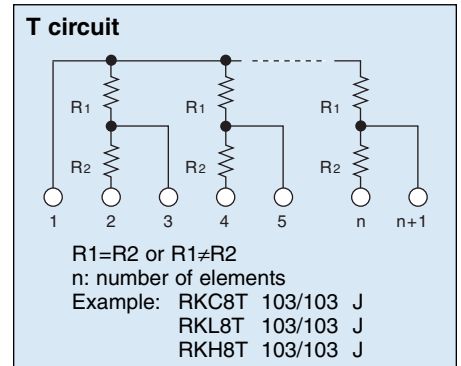 T circuit
R1 R1 R1
R2 R2 R2
1 2 3 4 5 n n+1
R1=R2 or R1≠R2
n: number of elements
Example: RKC8T 103/103 J
RKL8T 103/103 J
RKH8T 103/103 J